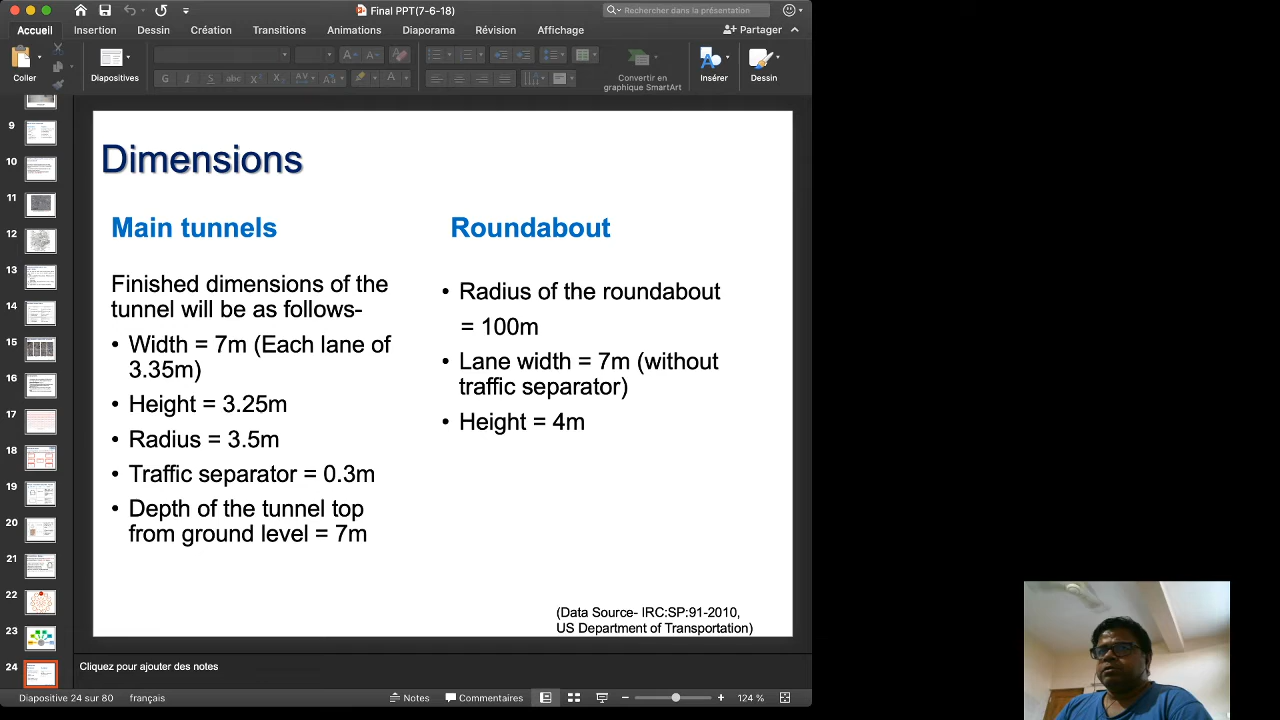 Final PPT(7-6-18)
Rechercher dans la présentation
Accueil Insertion Dessin Création Transitions Animations Diaporama Révision Affichage Partager
Coller
Diapositives
G I S abc X² X₂ A
Convertir en
graphique SmartArt
Insérer
Dessin
9
10
11
12
13
14
15
16
17
18
19
20
21
22
23
24
Dimensions
Main tunnels
Finished dimensions of the
tunnel will be as follows-
• Width = 7m (Each lane of
3.35m)
• Height = 3.25m
• Radius = 3.5m
• Traffic separator = 0.3m
• Depth of the tunnel top
from ground level = 7m
Roundabout
• Radius of the roundabout
= 100m
• Lane width = 7m (without
traffic separator)
• Height = 4m
(Data Source- IRC:SP:91-2010,
US Department of Transportation)
Cliquez pour ajouter des notes
Diapositive 24 sur 80 français Notes Commentaires 124 %